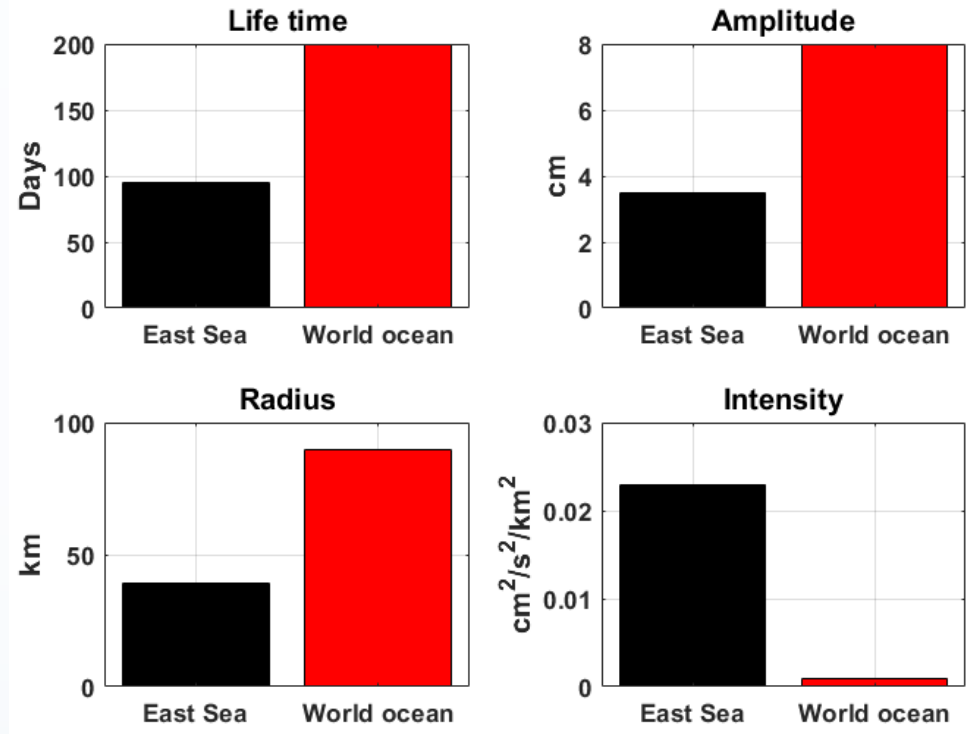 Life time
200
150
100
50
0
Days
East Sea World ocean
Amplitude
8
6
4
2
0
cm
East Sea World ocean
Radius
100
50
0
km
East Sea World ocean
Intensity
0.03
0.02
0.01
0
cm²/s²/km²
East Sea World ocean